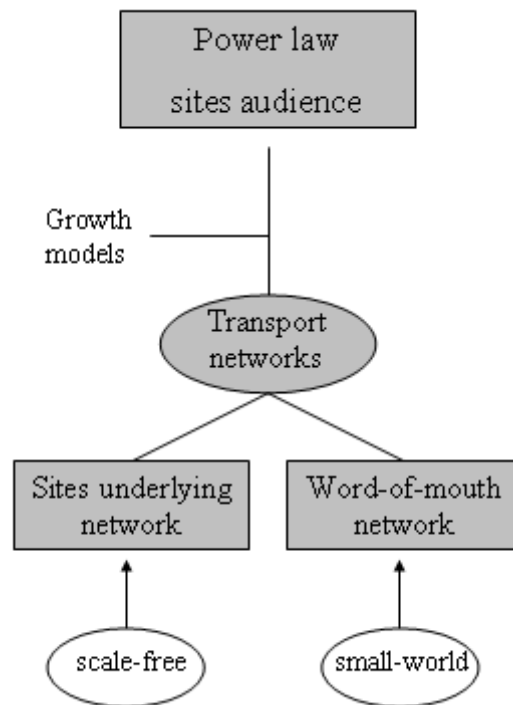 Power law
sites audience
Growth
models
Transport
networks
Sites underlying
network
Word-of-mouth
network
scale-free
small-world